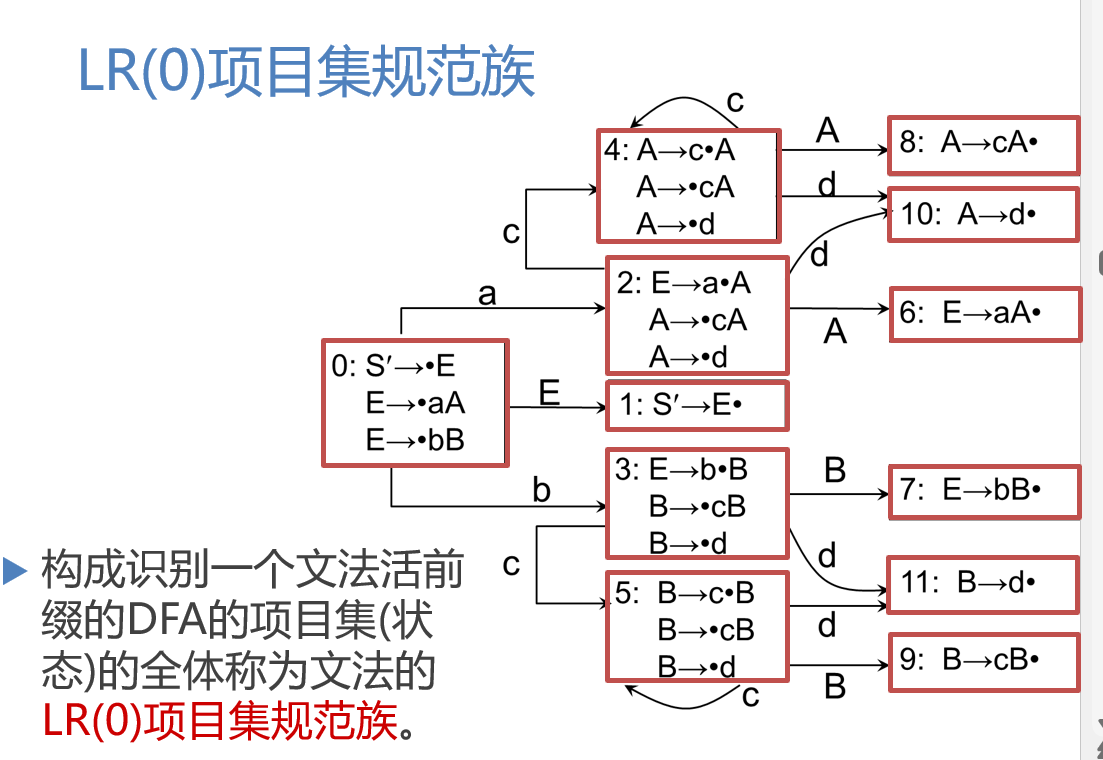 LR(0)项目集规范族
c
4: A→c•A
A→•cA
A→•d
A
8: A→cA•
d
10: A→d•
c
d
2: E→a•A
A→•cA
A→•d
a
6: E→aA•
A
0: S′→•E
E→•aA
E→•bB
E
1: S′→E•
b
3: E→b•B
B→•cB
B→•d
B
7: E→bB•
c
d
11: B→d•
5: B→c•B
B→•cB
B→•d
d
9: B→cB•
B
c
构成识别一个文法活前
缀的DFA的项目集(状
态)的全体称为文法的
LR(0)项目集规范族。